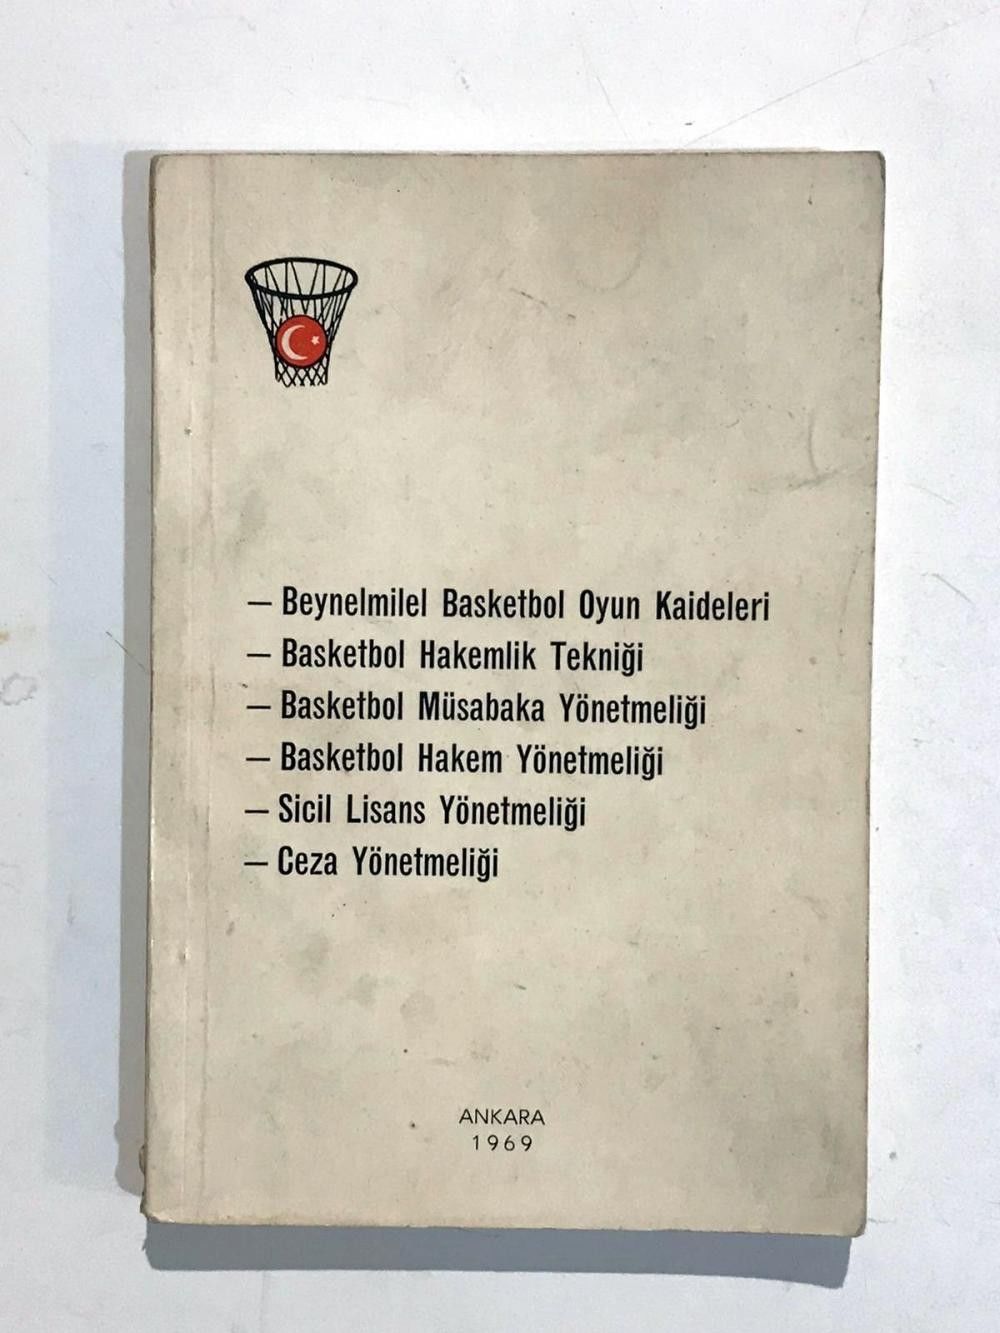 — Beynelmilel Basketbol Oyun Kaideleri
— Basketbol Hakemlik Tekniği
— Basketbol Müsabaka Yönetmeliği
— Basketbol Hakem Yönetmeliği
— Sicil Lisans Yönetmeliği
— Ceza Yönetmeliği
ANKARA
1969